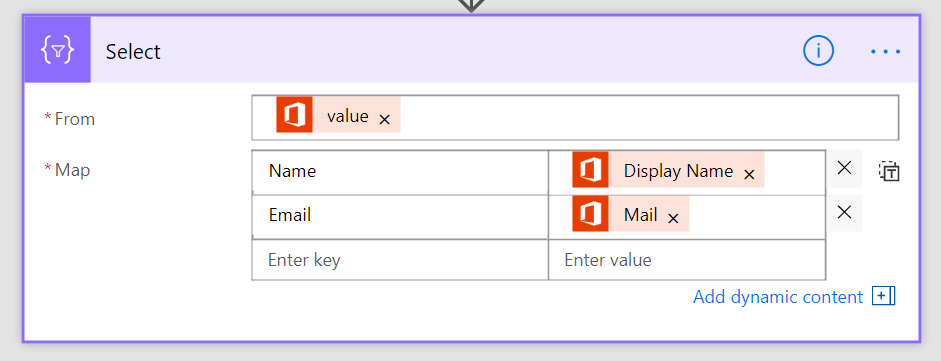 Select
* From value ×
* Map Name Display Name ×
Email Mail ×
Enter key Enter value
Add dynamic content